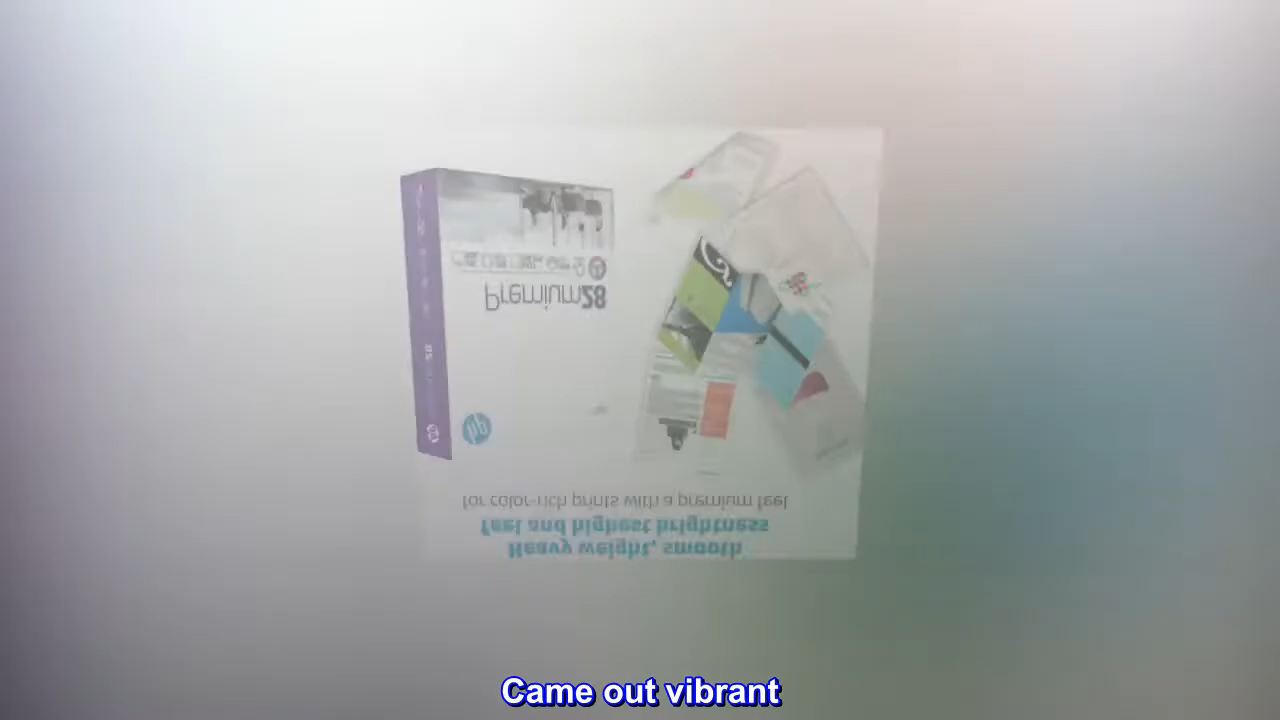 Premium28
hp
for color-rich prints with a premium feel
feel and highest brightness
Heavy weight, smooth
Came out vibrant